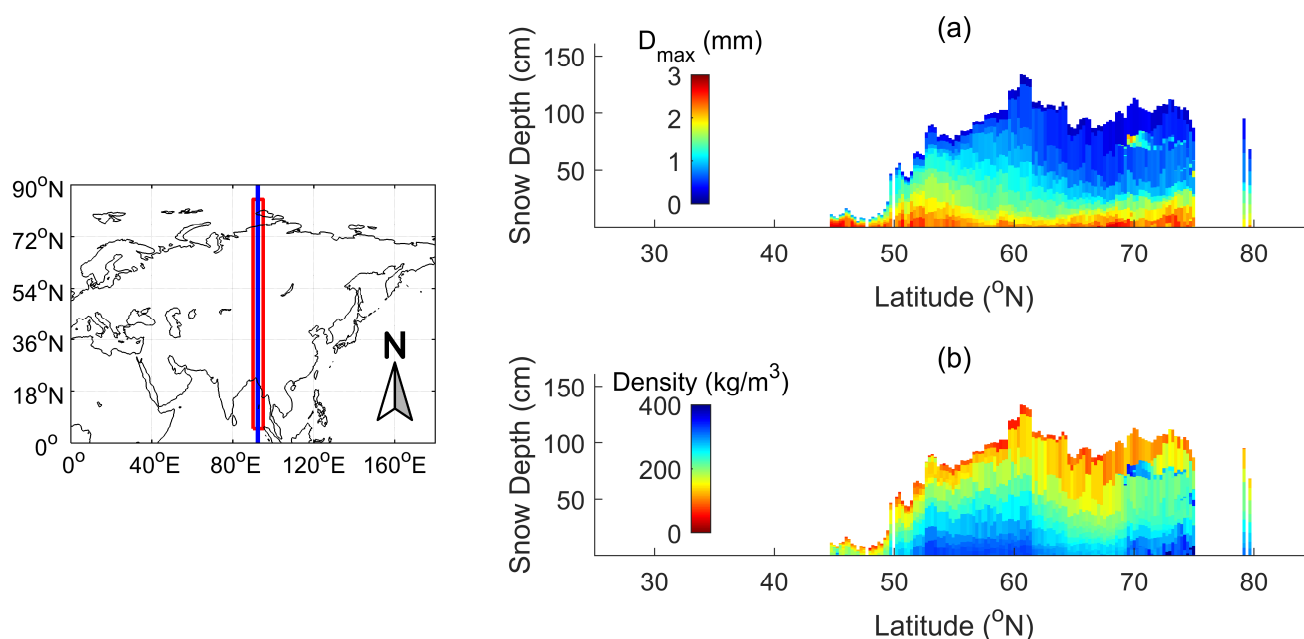 90°N
72°N
54°N
36°N
18°N
0°
0° 40°E 80°E 120°E 160°E
N
(a)
D_max (mm)
3
2
1
0
Snow Depth (cm)
150
100
50
30 40 50 60 70 80
Latitude (°N)
(b)
Density (kg/m³)
400
200
0
Snow Depth (cm)
150
100
50
30 40 50 60 70 80
Latitude (°N)